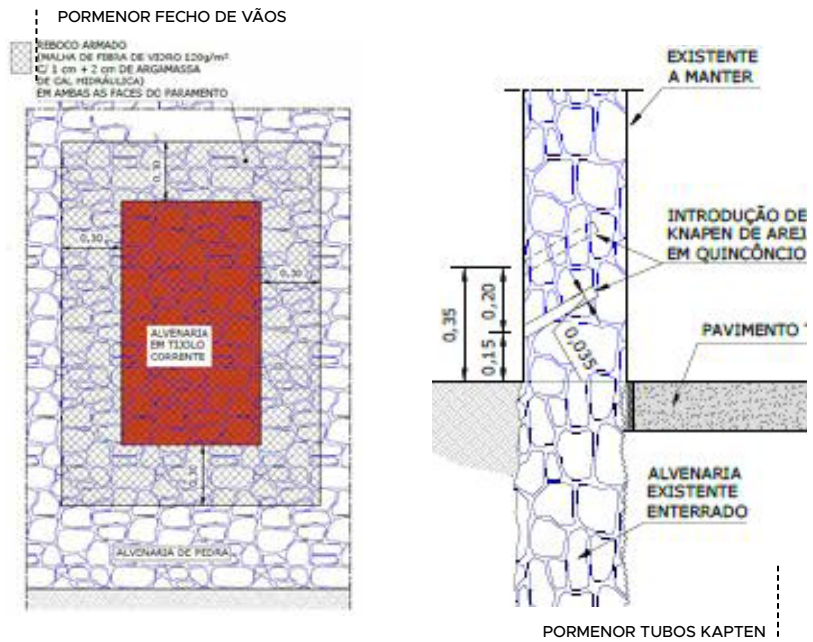 PORMENOR FECHO DE VÃOS
REBOCO ARMADO
(MALHA DE FIBRA DE VIDRO 120g/m²
C/ 1 cm + 2 cm DE ARGAMASSA
DE CAL HIDRÁULICA)
EM AMBAS AS FACES DO PARAMENTO
0,30
0,30
0,30
ALVENARIA
EM TIJOLO
CORRENTE
0,30
ALVENARIA DE PEDRA
EXISTENTE
A MANTER
INTRODUÇÃO DE
KNAPEN DE AREJ
EM QUINCÔNCIO
0,35
0,20
0,15
0,035
PAVIMENTO T
ALVENARIA
EXISTENTE
ENTERRADO
PORMENOR TUBOS KAPTEN